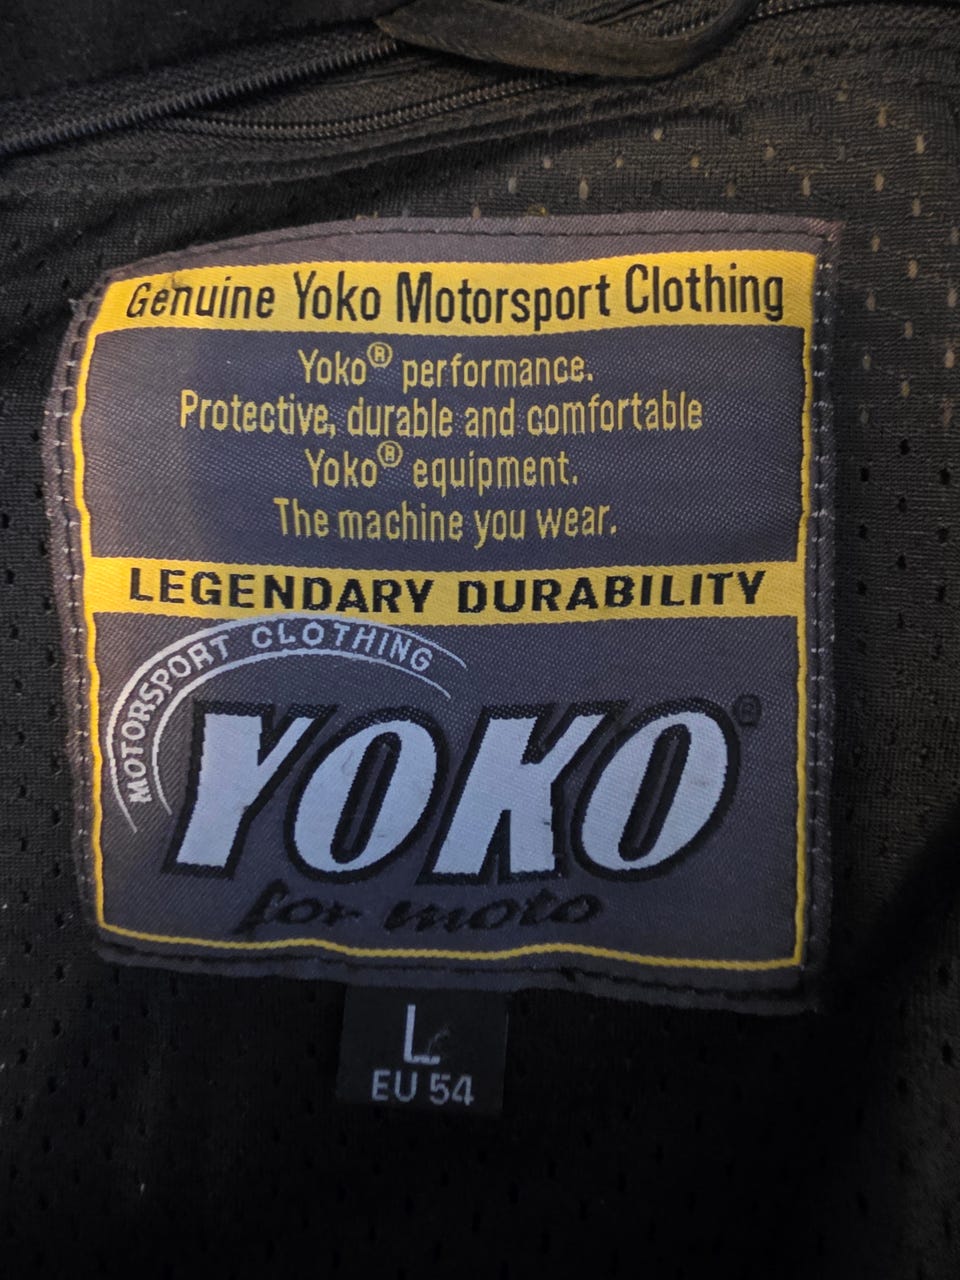 Genuine Yoko Motorsport Clothing
Yoko® performance.
Protective, durable and comfortable
Yoko® equipment.
The machine you wear.
LEGENDARY DURABILITY
MOTORSPORT CLOTHING
YOKO®
for moto
L
EU 54